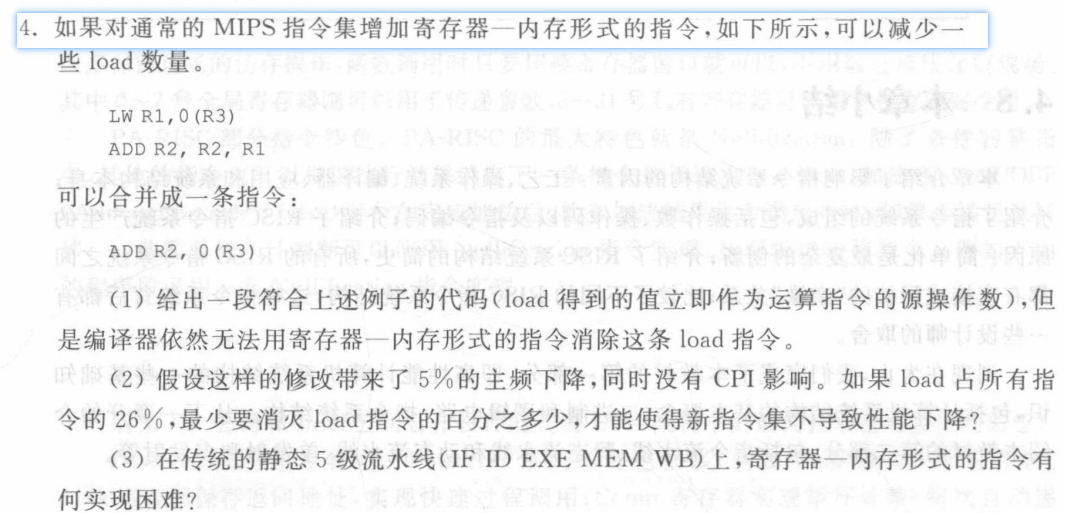 4. 如果对通常的 MIPS 指令集增加寄存器—内存形式的指令,如下所示,可以减少一
些 load 数量。
LW R1,0(R3)
ADD R2, R2, R1
可以合并成一条指令:
ADD R2, 0(R3)
(1) 给出一段符合上述例子的代码(load 得到的值立即作为运算指令的源操作数),但
是编译器依然无法用寄存器—内存形式的指令消除这条 load 指令。
(2) 假设这样的修改带来了 5%的主频下降,同时没有 CPI 影响。如果 load 占所有指
令的 26%,最少要消灭 load 指令的百分之多少才能使得新指令集不导致性能下降?
(3) 在传统的静态 5 级流水线(IF ID EXE MEM WB)上,寄存器—内存形式的指令有
何实现困难?